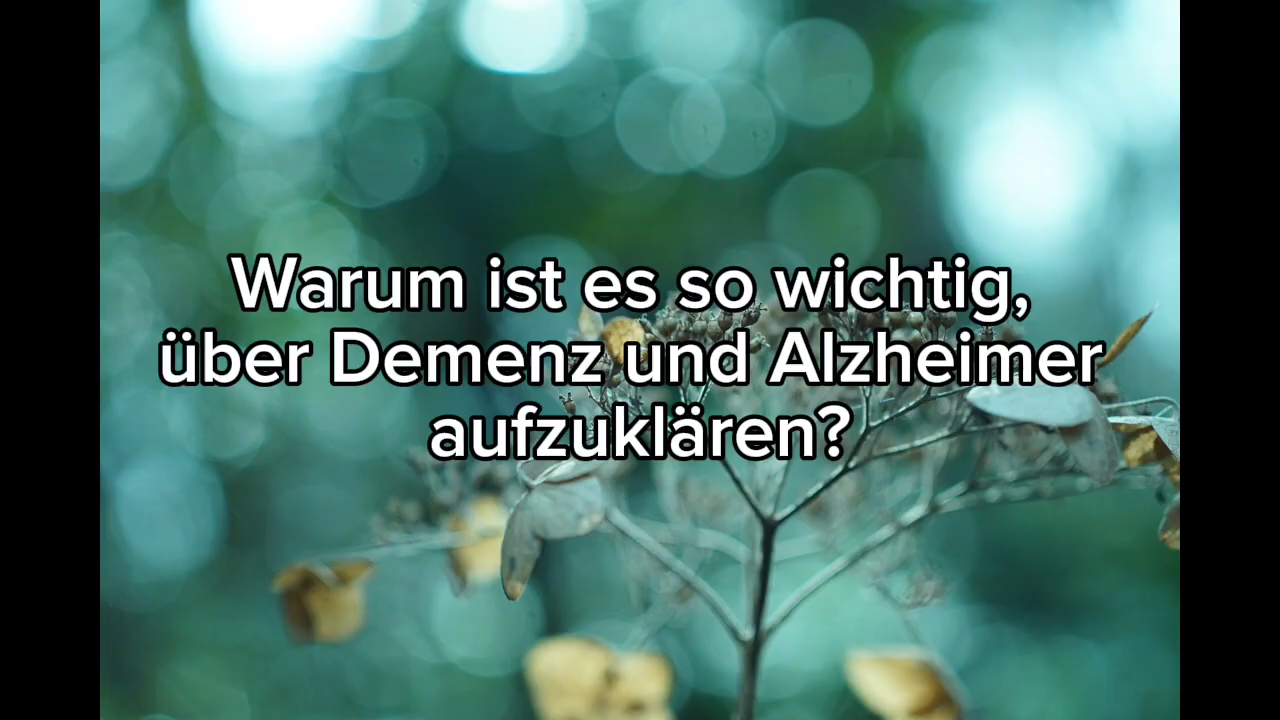 Warum ist es so wichtig,
über Demenz und Alzheimer
aufzuklären?